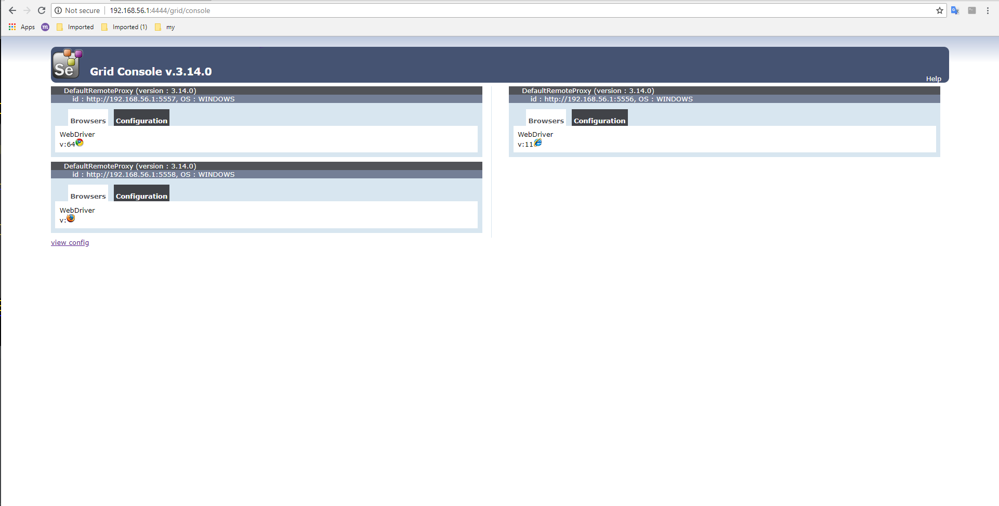 Not secure 192.168.56.1:4444/grid/console
Apps m Imported Imported (1) my
Se
Grid Console v.3.14.0
Help
DefaultRemoteProxy (version : 3.14.0)
id : http://192.168.56.1:5557, OS : WINDOWS
Browsers Configuration
WebDriver
v:64
DefaultRemoteProxy (version : 3.14.0)
id : http://192.168.56.1:5558, OS : WINDOWS
Browsers Configuration
WebDriver
v:
view config
DefaultRemoteProxy (version : 3.14.0)
id : http://192.168.56.1:5556, OS : WINDOWS
Browsers Configuration
WebDriver
v:11